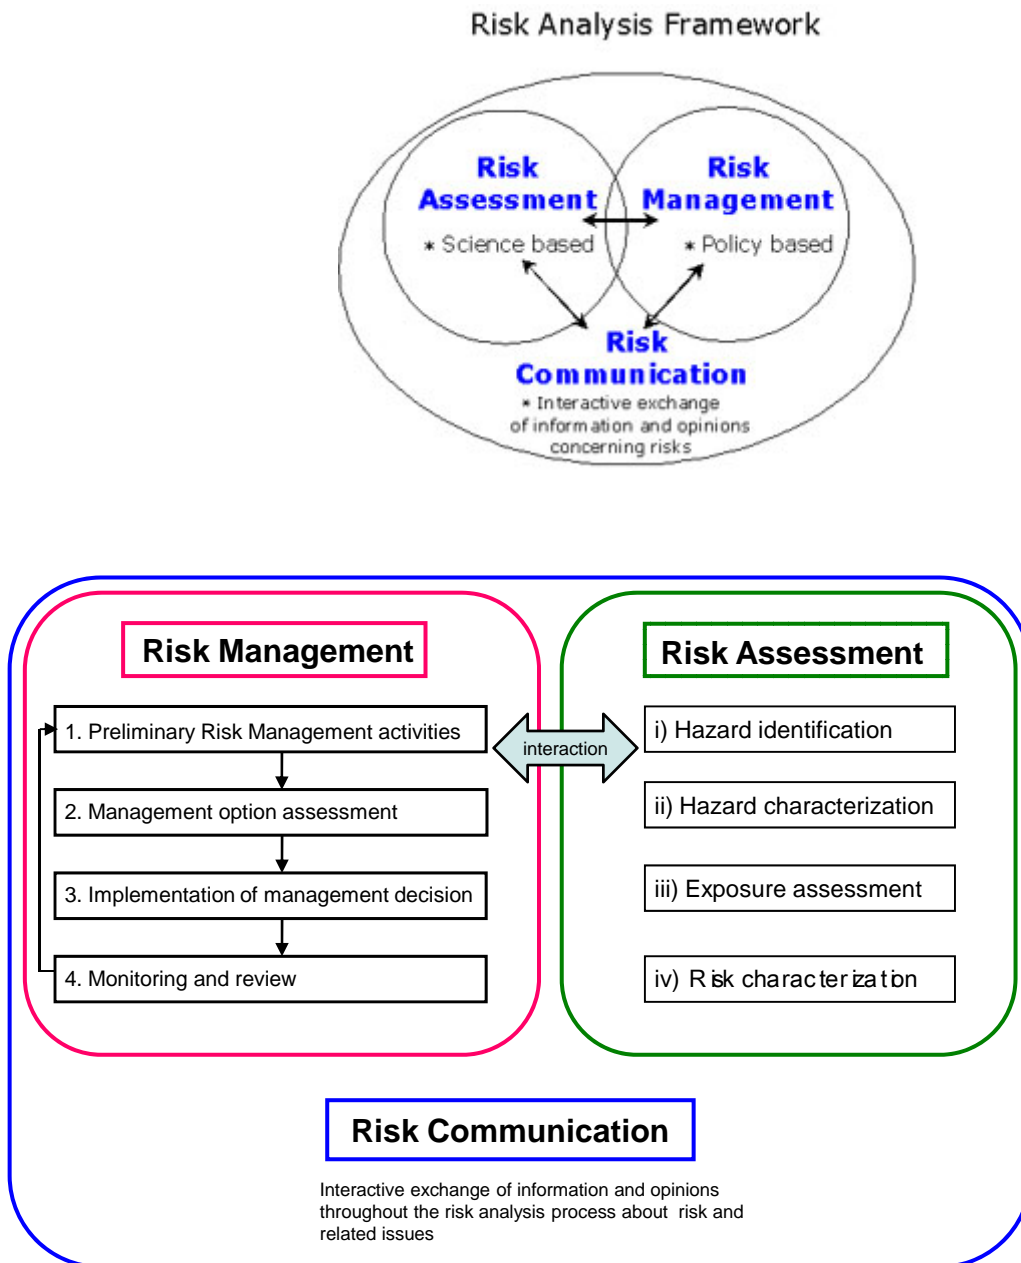 Risk Analysis Framework
Risk
Assessment
* Science based
Risk
Management
* Policy based
Risk
Communication
* Interactive exchange
of information and opinions
concerning risks
Risk Management
1. Preliminary Risk Management activities
2. Management option assessment
3. Implementation of management decision
4. Monitoring and review
interaction
Risk Assessment
i) Hazard identification
ii) Hazard characterization
iii) Exposure assessment
iv) Risk characterization
Risk Communication
Interactive exchange of information and opinions
throughout the risk analysis process about risk and
related issues